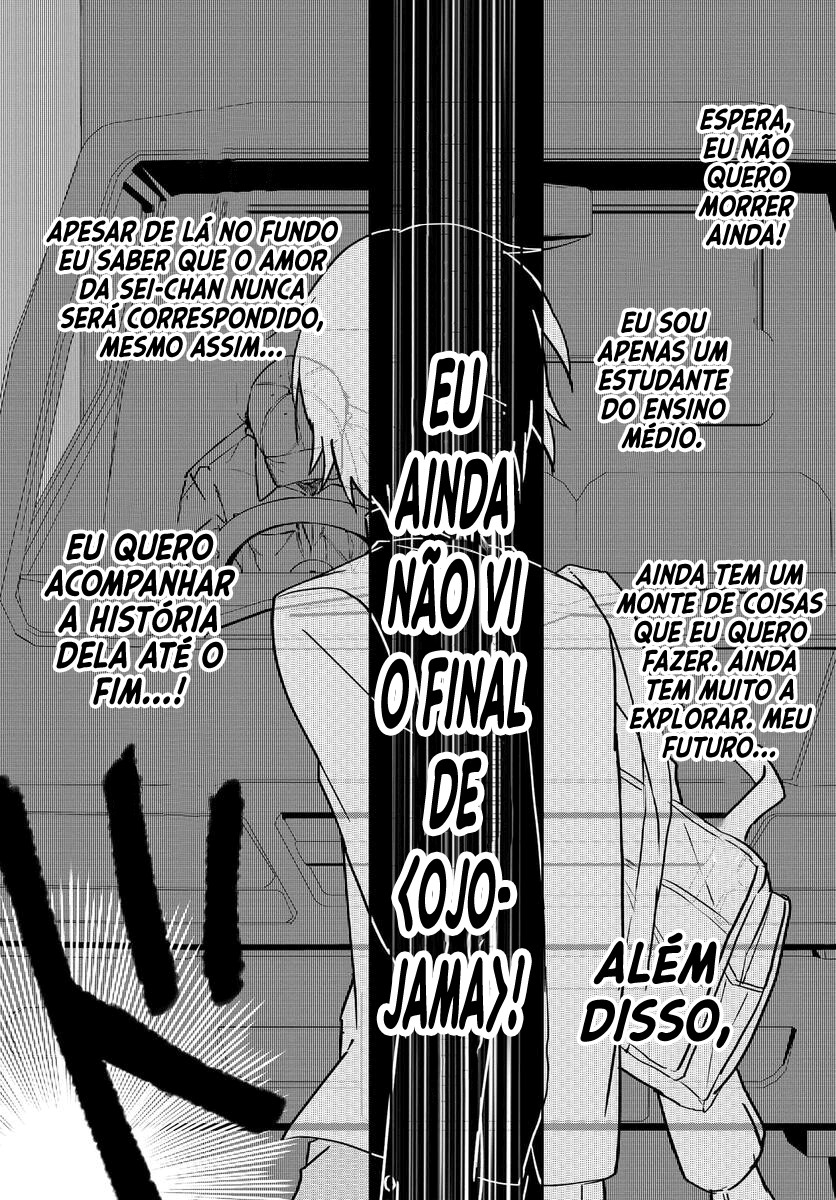 ESPERA,
EU NÃO
QUERO
MORRER
AINDA!
EU SOU
APENAS UM
ESTUDANTE
DO ENSINO
MÉDIO.
AINDA TEM UM
MONTE DE COISAS
QUE EU QUERO
FAZER. AINDA
TEM MUITO A
EXPLORAR. MEU
FUTURO...
ALÉM
DISSO,
EU
AINDA
NÃO VI
O FINAL
DE
<OJO-
JAMA>!
APESAR DE LÁ NO FUNDO
EU SABER QUE O AMOR
DA SEI-CHAN NUNCA
SERÁ CORRESPONDIDO,
MESMO ASSIM...
EU QUERO
ACOMPANHAR
A HISTÓRIA
DELA ATÉ O
FIM...!
ド